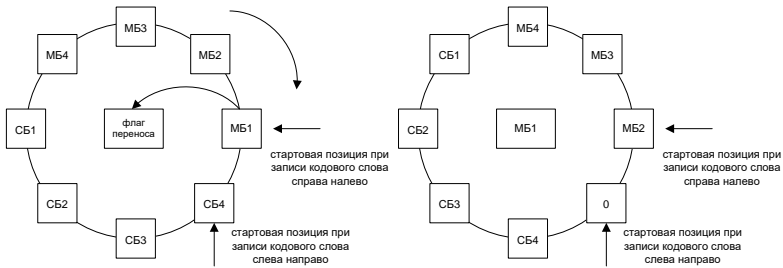 МБ3
МБ4
МБ2
СБ1
флаг
переноса
МБ1
стартовая позиция при
записи кодового слова
справа налево
СБ2
СБ4
СБ3
стартовая позиция при
записи кодового слова
слева направо
МБ4
СБ1
МБ3
СБ2
МБ1
МБ2
стартовая позиция при
записи кодового слова
справа налево
СБ3
0
СБ4
стартовая позиция при
записи кодового слова
слева направо